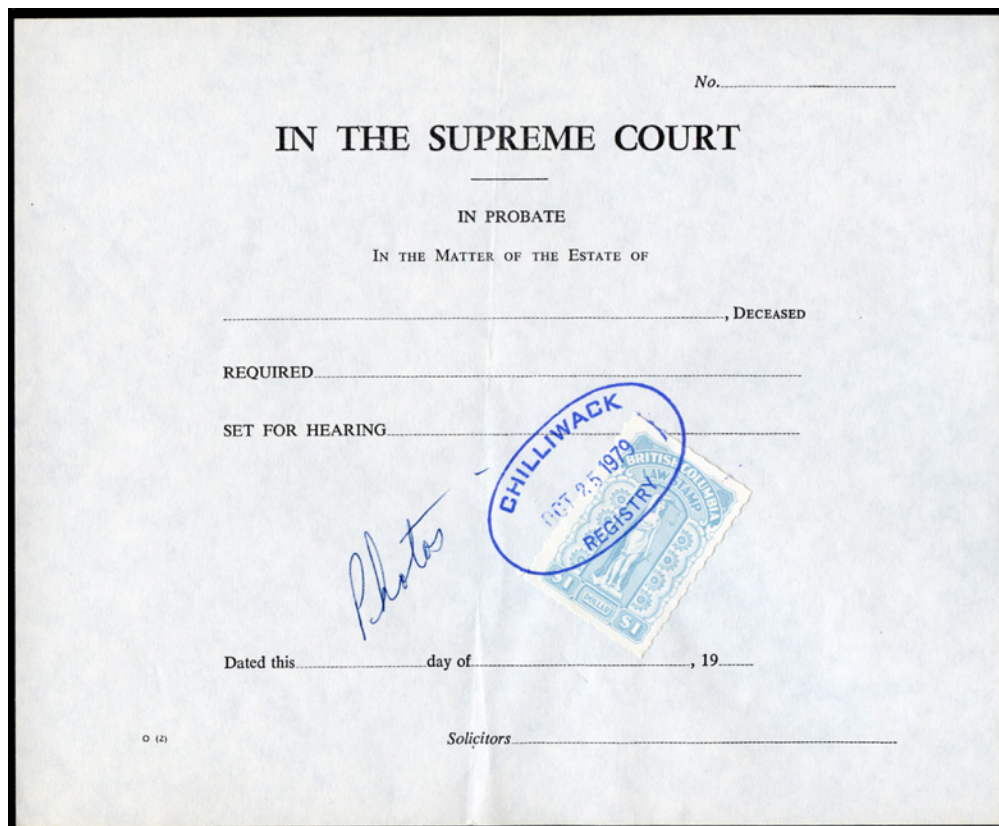 No.
IN THE SUPREME COURT
IN PROBATE
IN THE MATTER OF THE ESTATE OF
, DECEASED
REQUIRED
SET FOR HEARING
CHILLIWACK
OCT 25 1979
REGISTRY
BRITISH COLUMBIA
LAW STAMP
$1 DOLLAR $1
Photos
Dated this day of , 19
O (2)
Solicitors